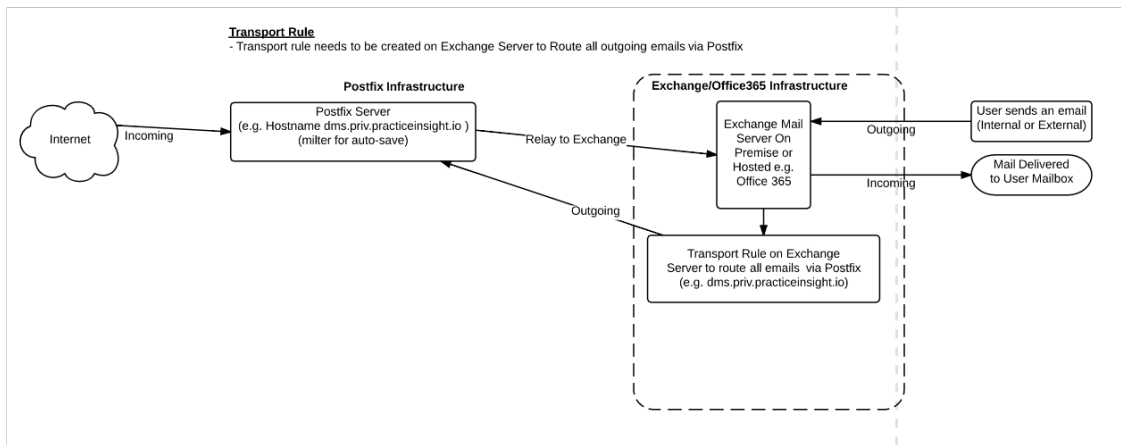 Transport Rule
- Transport rule needs to be created on Exchange Server to Route all outgoing emails via Postfix
Postfix Infrastructure
Exchange/Office365 Infrastructure
Internet
Incoming
Postfix Server
(e.g. Hostname dms.priv.practiceinsight.io )
(milter for auto-save)
Relay to Exchange
Exchange Mail
Server On
Premise or
Hosted e.g.
Office 365
Outgoing
User sends an email
(Internal or External)
Incoming
Mail Delivered
to User Mailbox
Outgoing
Transport Rule on Exchange
Server to route all emails via Postfix
(e.g. dms.priv.practiceinsight.io)